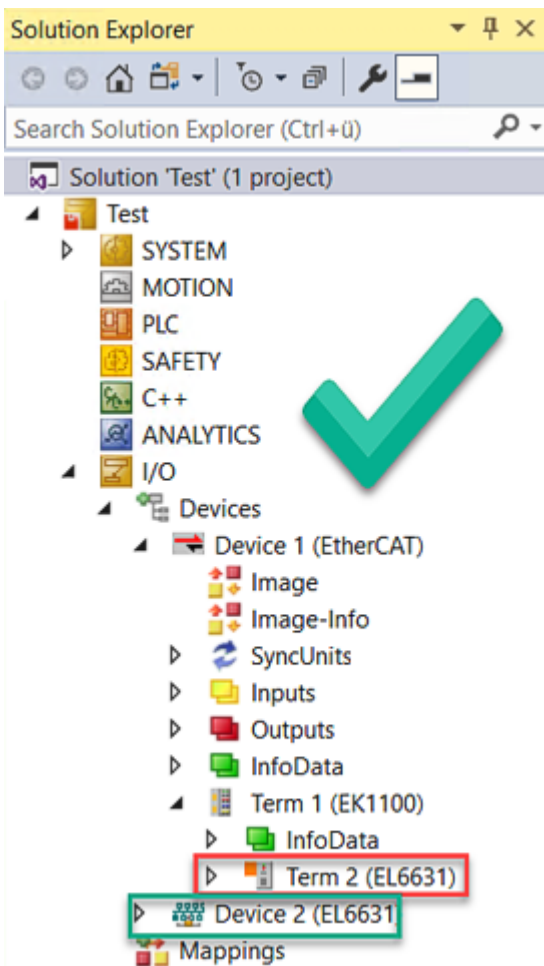 Solution Explorer
Search Solution Explorer (Ctrl+ü)
Solution 'Test' (1 project)
Test
SYSTEM
MOTION
PLC
SAFETY
C++
ANALYTICS
I/O
Devices
Device 1 (EtherCAT)
Image
Image-Info
SyncUnits
Inputs
Outputs
InfoData
Term 1 (EK1100)
InfoData
Term 2 (EL6631)
Device 2 (EL6631
Mappings